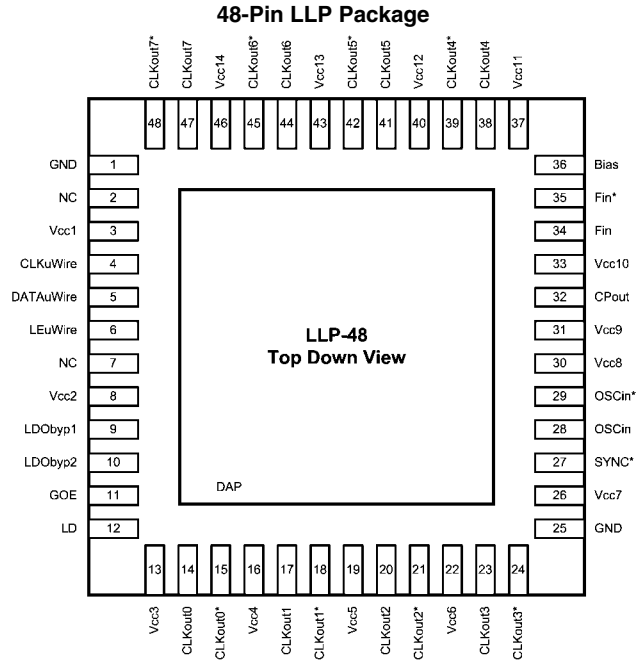 48-Pin LLP Package
CLKout7*
CLKout7
Vcc14
CLKout6*
CLKout6
Vcc13
CLKout5*
CLKout5
Vcc12
CLKout4*
CLKout4
Vcc11
48 47 46 45 44 43 42 41 40 39 38 37
GND 1 36 Bias
NC 2 35 Fin*
Vcc1 3 34 Fin
CLKuWire 4 33 Vcc10
DATAuWire 5 32 CPout
LEuWire 6 31 Vcc9
NC 7 30 Vcc8
Vcc2 8 29 OSCin*
LDObyp1 9 28 OSCin
LDObyp2 10 27 SYNC*
GOE 11 26 Vcc7
LD 12 25 GND
LLP-48
Top Down View
DAP
13 14 15 16 17 18 19 20 21 22 23 24
Vcc3
CLKout0
CLKout0*
Vcc4
CLKout1
CLKout1*
Vcc5
CLKout2
CLKout2*
Vcc6
CLKout3
CLKout3*